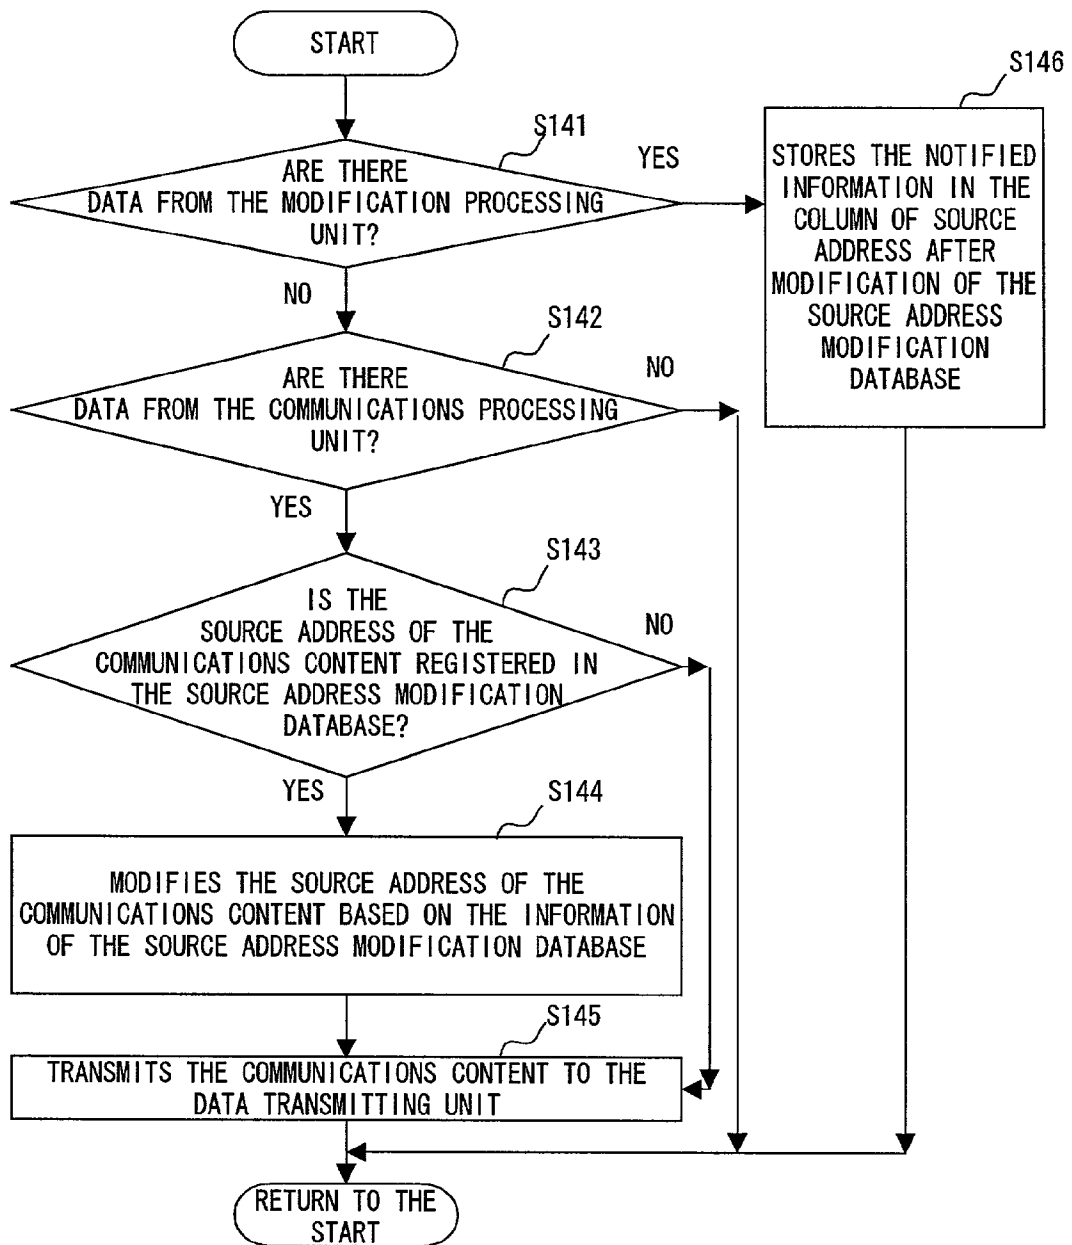 START
S141
S146
ARE THERE
DATA FROM THE MODIFICATION PROCESSING
UNIT?
YES
STORES THE NOTIFIED
INFORMATION IN THE
COLUMN OF SOURCE
ADDRESS AFTER
MODIFICATION OF THE
SOURCE ADDRESS
MODIFICATION
DATABASE
NO
S142
ARE THERE
DATA FROM THE COMMUNICATIONS PROCESSING
UNIT?
NO
YES
S143
IS THE
SOURCE ADDRESS OF THE
COMMUNICATIONS CONTENT REGISTERED IN
THE SOURCE ADDRESS MODIFICATION
DATABASE?
NO
YES
S144
MODIFIES THE SOURCE ADDRESS OF THE
COMMUNICATIONS CONTENT BASED ON THE INFORMATION
OF THE SOURCE ADDRESS MODIFICATION DATABASE
S145
TRANSMITS THE COMMUNICATIONS CONTENT TO THE
DATA TRANSMITTING UNIT
RETURN TO THE
START